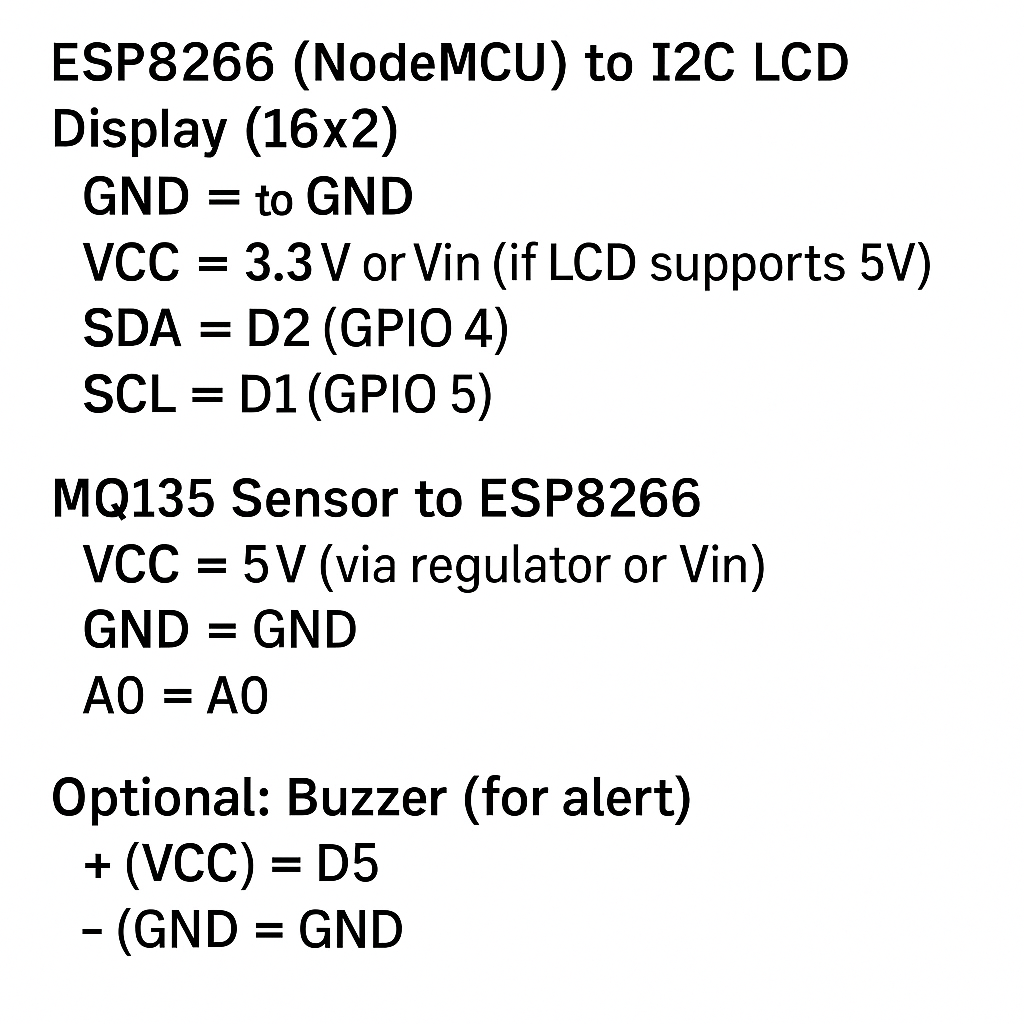 ESP8266 (NodeMCU) to I2C LCD
Display (16x2)
GND = to GND
VCC = 3.3 V or Vin (if LCD supports 5V)
SDA = D2 (GPIO 4)
SCL = D1 (GPIO 5)
MQ135 Sensor to ESP8266
VCC = 5 V (via regulator or Vin)
GND = GND
A0 = A0
Optional: Buzzer (for alert)
+ (VCC) = D5
– (GND = GND